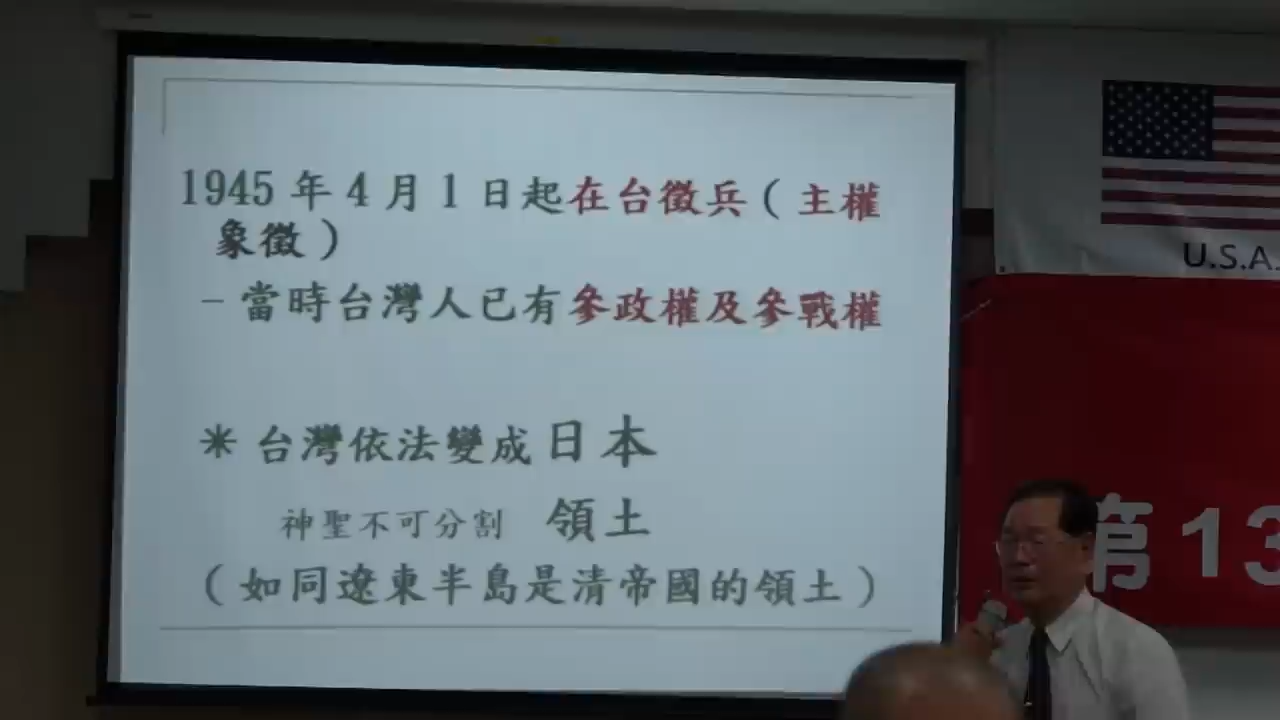 1945 年 4 月 1 日起在台徵兵（主權
象徵）
– 當時台灣人已有參政權及參戰權
＊ 台灣依法變成 日本
神聖不可分割 領土
（如同遼東半島是清帝國的領土）
U.S.A.
第 13